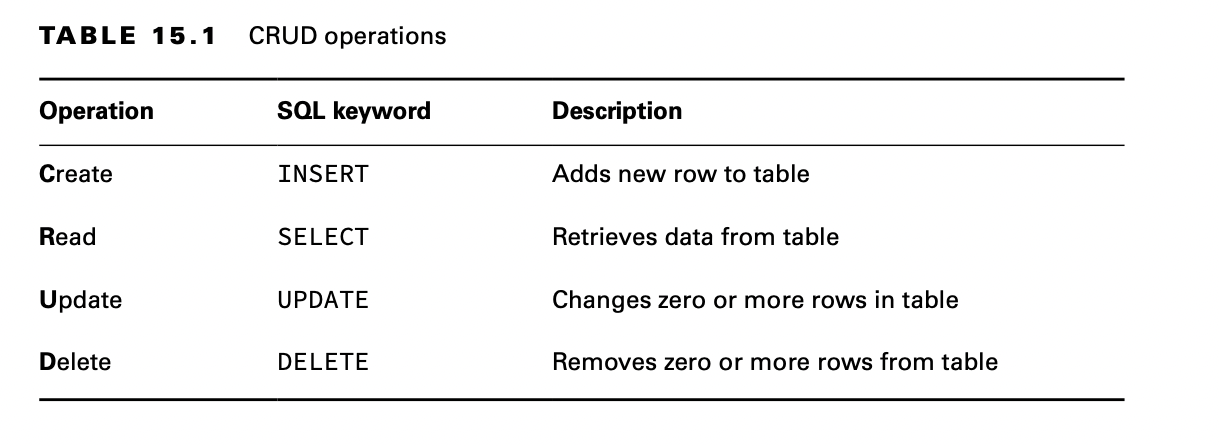 TABLE 15.1 CRUD operations
Operation SQL keyword Description
Create INSERT Adds new row to table
Read SELECT Retrieves data from table
Update UPDATE Changes zero or more rows in table
Delete DELETE Removes zero or more rows from table